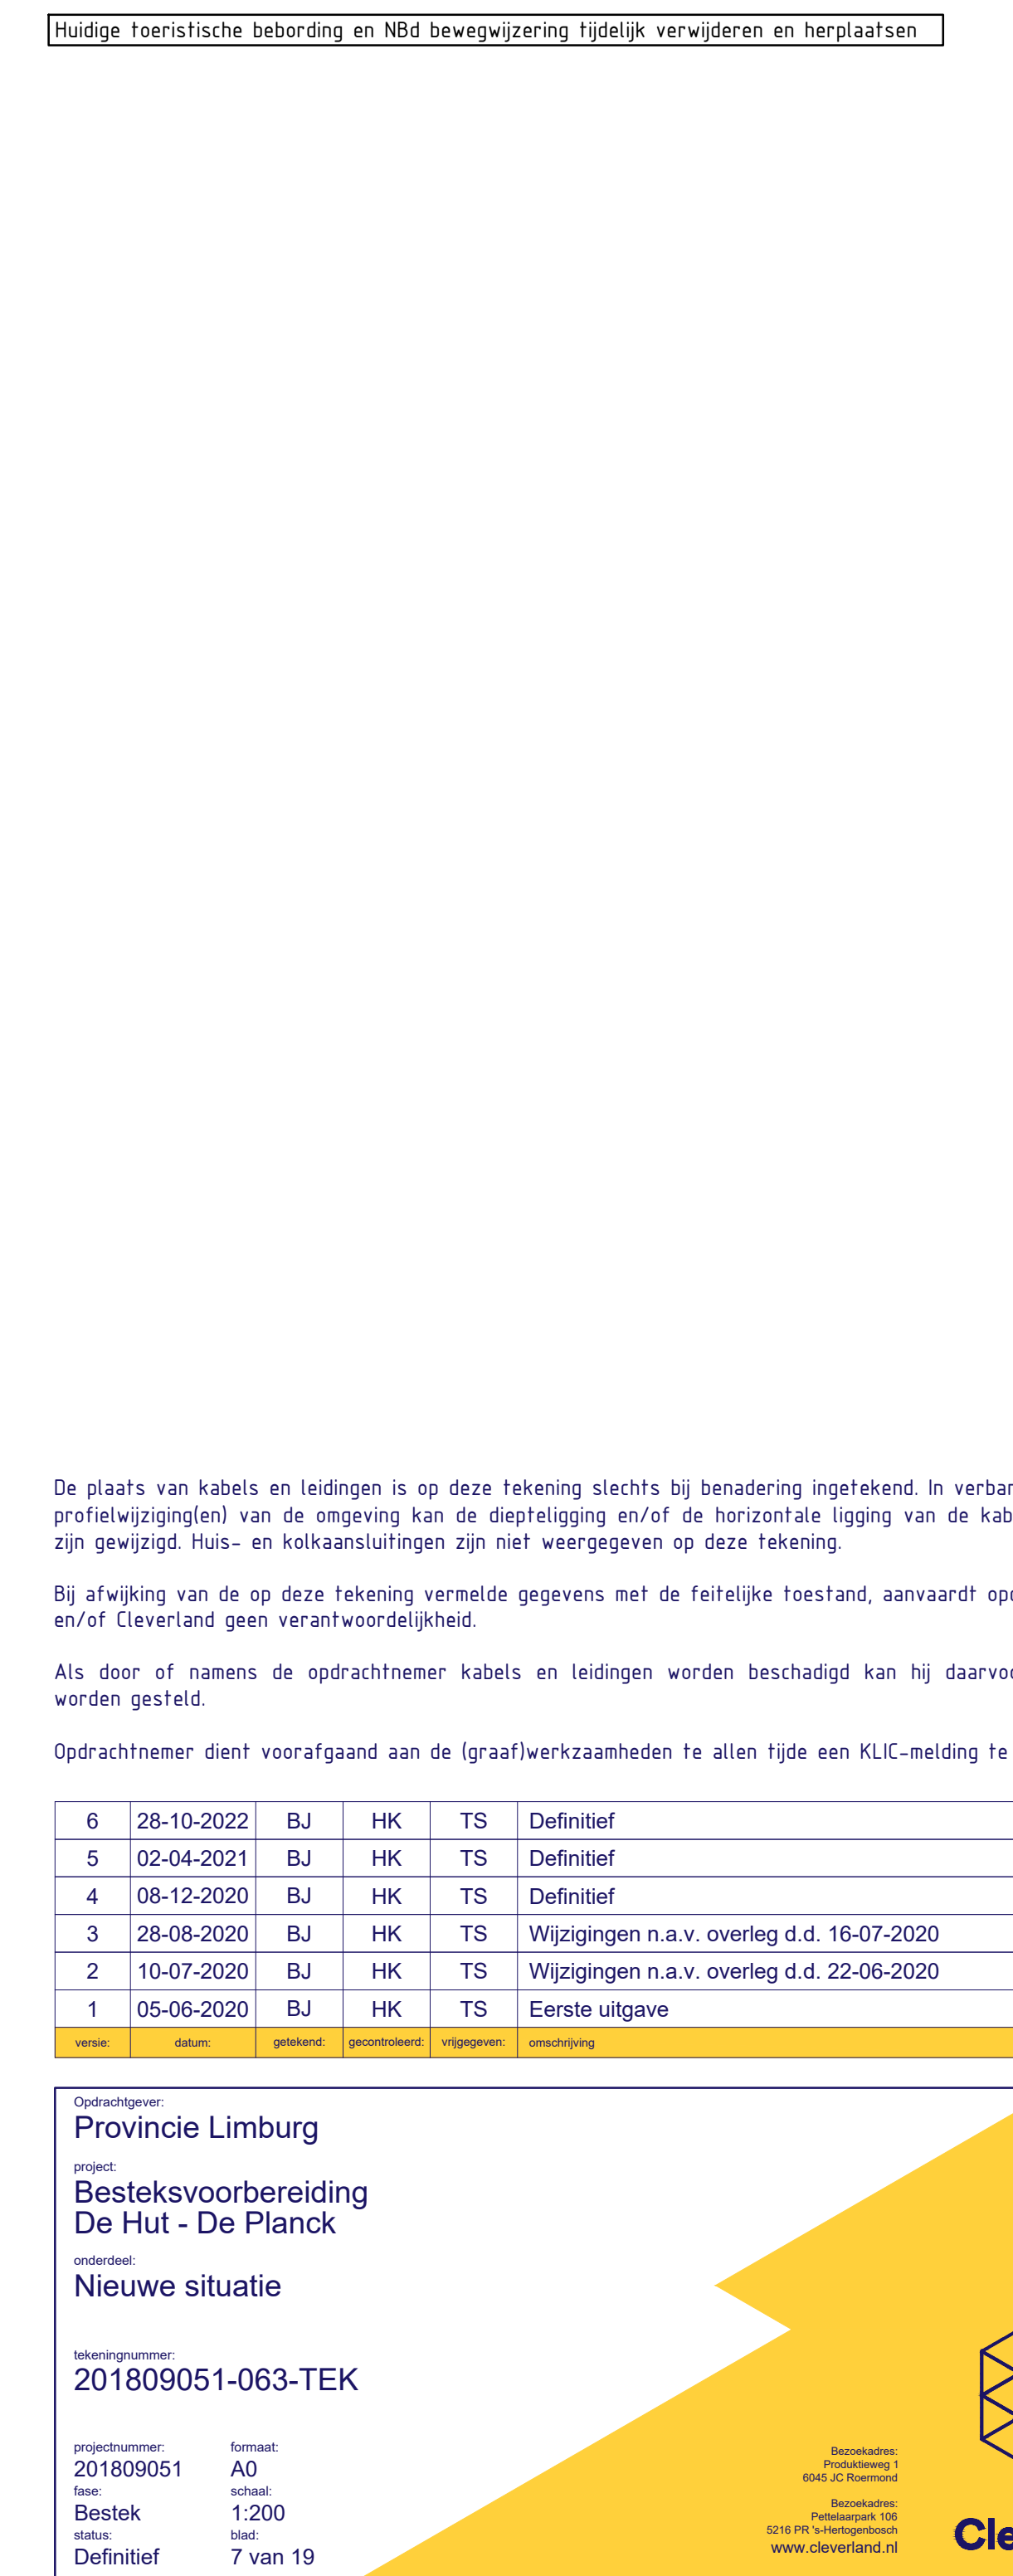 Huidige toeristische bebording en NBd bewegwijzering tijdelijk verwijderen en herplaatsen
De plaats van kabels en leidingen is op deze tekening slechts bij benadering ingetekend. In
profielwijziging(en) van de omgeving kan de diepteligging en/of de horizontale ligging van de
zijn gewijzigd. Huis- en kolkaansluitingen zijn niet weergegeven op deze tekening.
Bij afwijking van de op deze tekening vermelde gegevens met de feitelijke toestand, aanvaardt
en/of Cleverland geen verantwoordelijkheid.
Als door of namens de opdrachtnemer kabels en leidingen worden beschadigd kan hij
worden gesteld.
Opdrachtnemer dient voorafgaand aan de (graaf)werkzaamheden te allen tijde een KLIC-melding te
6 28-10-2022 BJ HK TS Definitief
5 02-04-2021 BJ HK TS Definitief
4 08-12-2020 BJ HK TS Definitief
3 28-08-2020 BJ HK TS Wijzigingen n.a.v. overleg d.d. 16-07-2020
2 10-07-2020 BJ HK TS Wijzigingen n.a.v. overleg d.d. 22-06-2020
1 05-06-2020 BJ HK TS Eerste uitgave
versie: datum: getekend: gecontroleerd: vrijgegeven: omschrijving
Opdrachtgever:
Provincie Limburg
project:
Besteksvoorbereiding
De Hut - De Planck
onderdeel:
Nieuwe situatie
tekeningnummer:
201809051-063-TEK
projectnummer: formaat:
201809051 A0
fase: schaal:
Bestek 1:200
status: blad:
Definitief 7 van 19
Bezoekadres:
Produktieweg 1
6045 JC Roermond
Bezoekadres:
Pettelaarpark 106
5216 PR 's-Hertogenbosch
www.cleverland.nl